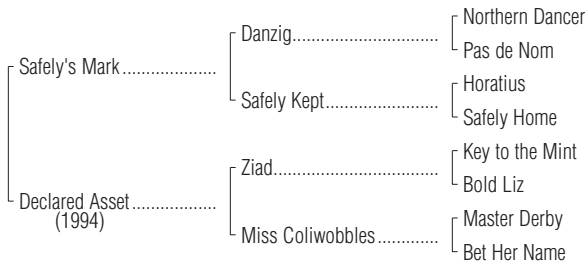 Northern Dancer
Danzig
Pas de Nom
Safely's Mark
Horatius
Safely Kept
Safely Home
Key to the Mint
Ziad
Bold Liz
Declared Asset
(1994)
Master Derby
Miss Coliwobbles
Bet Her Name